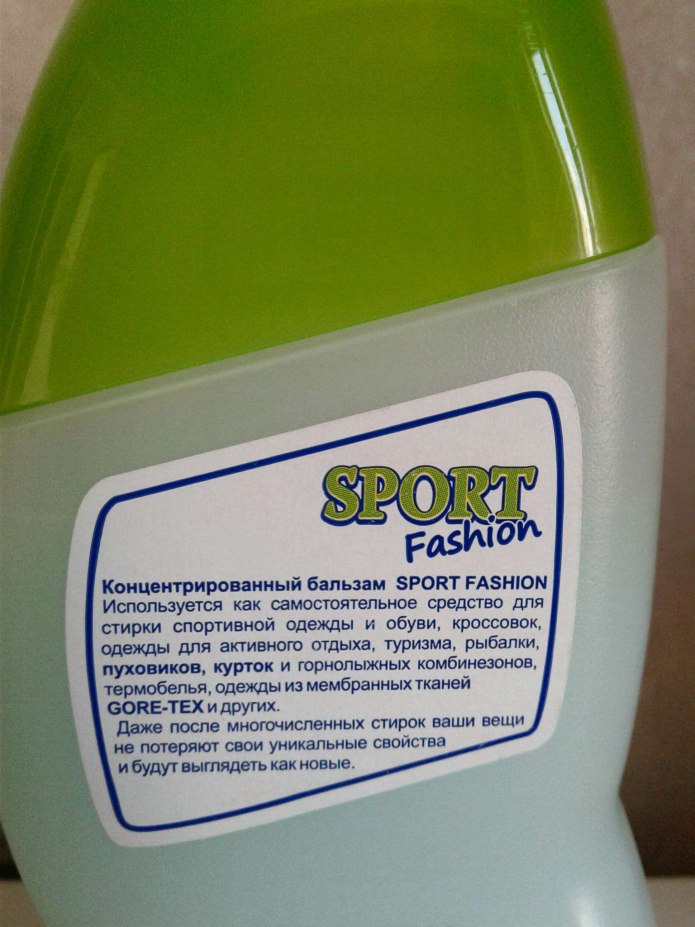 SPORT
Fashion
Концентрированный бальзам SPORT FASHION
Используется как самостоятельное средство для
стирки спортивной одежды и обуви, кроссовок,
одежды для активного отдыха, туризма, рыбалки,
пуховиков, курток и горнолыжных комбинезонов,
термобелья, одежды из мембранных тканей
GORE-TEX и других.
Даже после многочисленных стирок ваши вещи
не потеряют свои уникальные свойства
и будут выглядеть как новые.